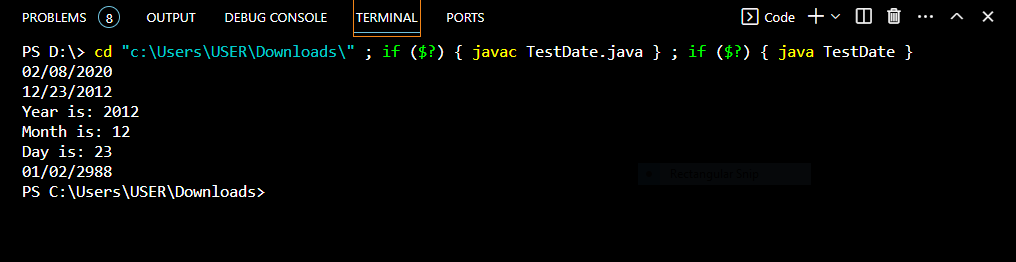 PROBLEMS 8 OUTPUT DEBUG CONSOLE TERMINAL PORTS Code
PS D:\> cd "c:\Users\USER\Downloads\" ; if ($?) { javac TestDate.java } ; if ($?) { java TestDate }
02/08/2020
12/23/2012
Year is: 2012
Month is: 12
Day is: 23
01/02/2988
PS C:\Users\USER\Downloads>
Rectangular Snip